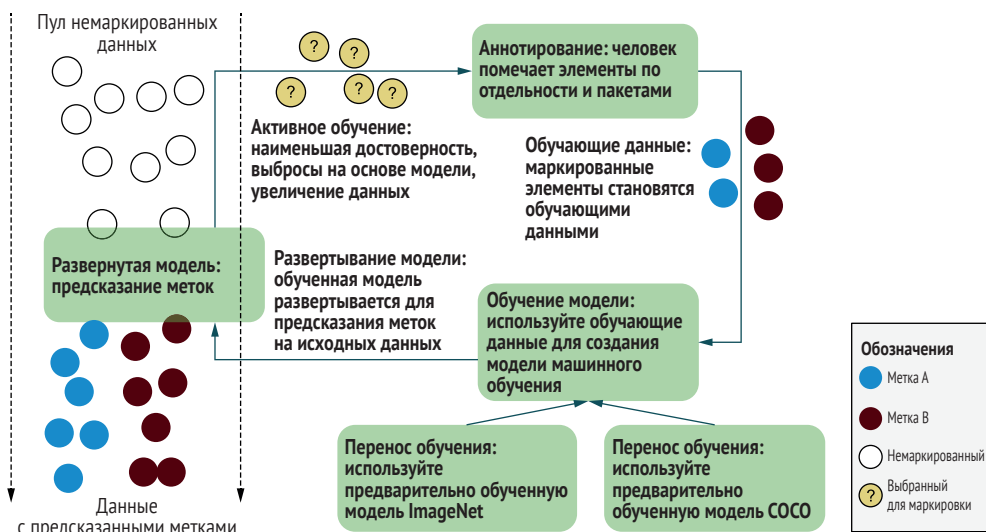 Пул немаркированных
данных
? ? ? ? ?
Аннотирование: человек
помечает элементы по
отдельности и пакетами
Активное обучение:
наименьшая достоверность,
выбросы на основе модели,
увеличение данных
Обучающие данные:
маркированные
элементы становятся
обучающими
данными
Развернутая модель:
предсказание меток
Развертывание модели:
обученная модель
развертывается для
предсказания меток
на исходных данных
Обучение модели:
используйте обучающие
данные для создания
модели машинного
обучения
Перенос обучения:
используйте
предварительно обученную
модель ImageNet
Перенос обучения:
используйте
предварительно
обученную модель COCO
Данные
с предсказанными метками
Обозначения
Метка А
Метка В
Немаркированный
? Выбранный
для маркировки